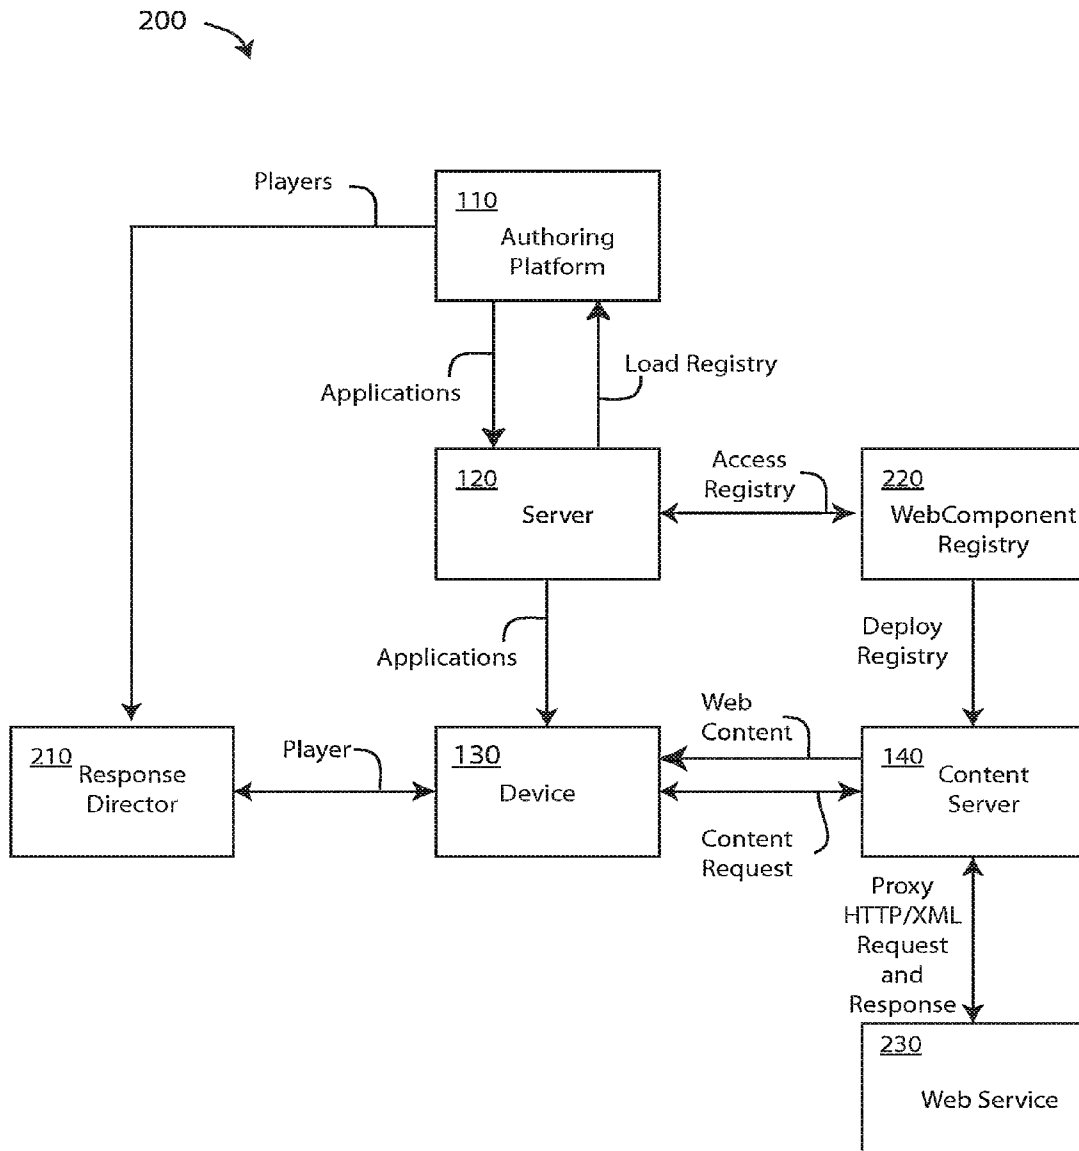 200
Players
110
Authoring
Platform
Applications
Load Registry
120
Server
Access
Registry
220
WebComponent
Registry
Applications
Deploy
Registry
210
Response
Director
Player
130
Device
Web
Content
Content
Request
140
Content
Server
Proxy
HTTP/XML
Request
and
Response
230
Web Service